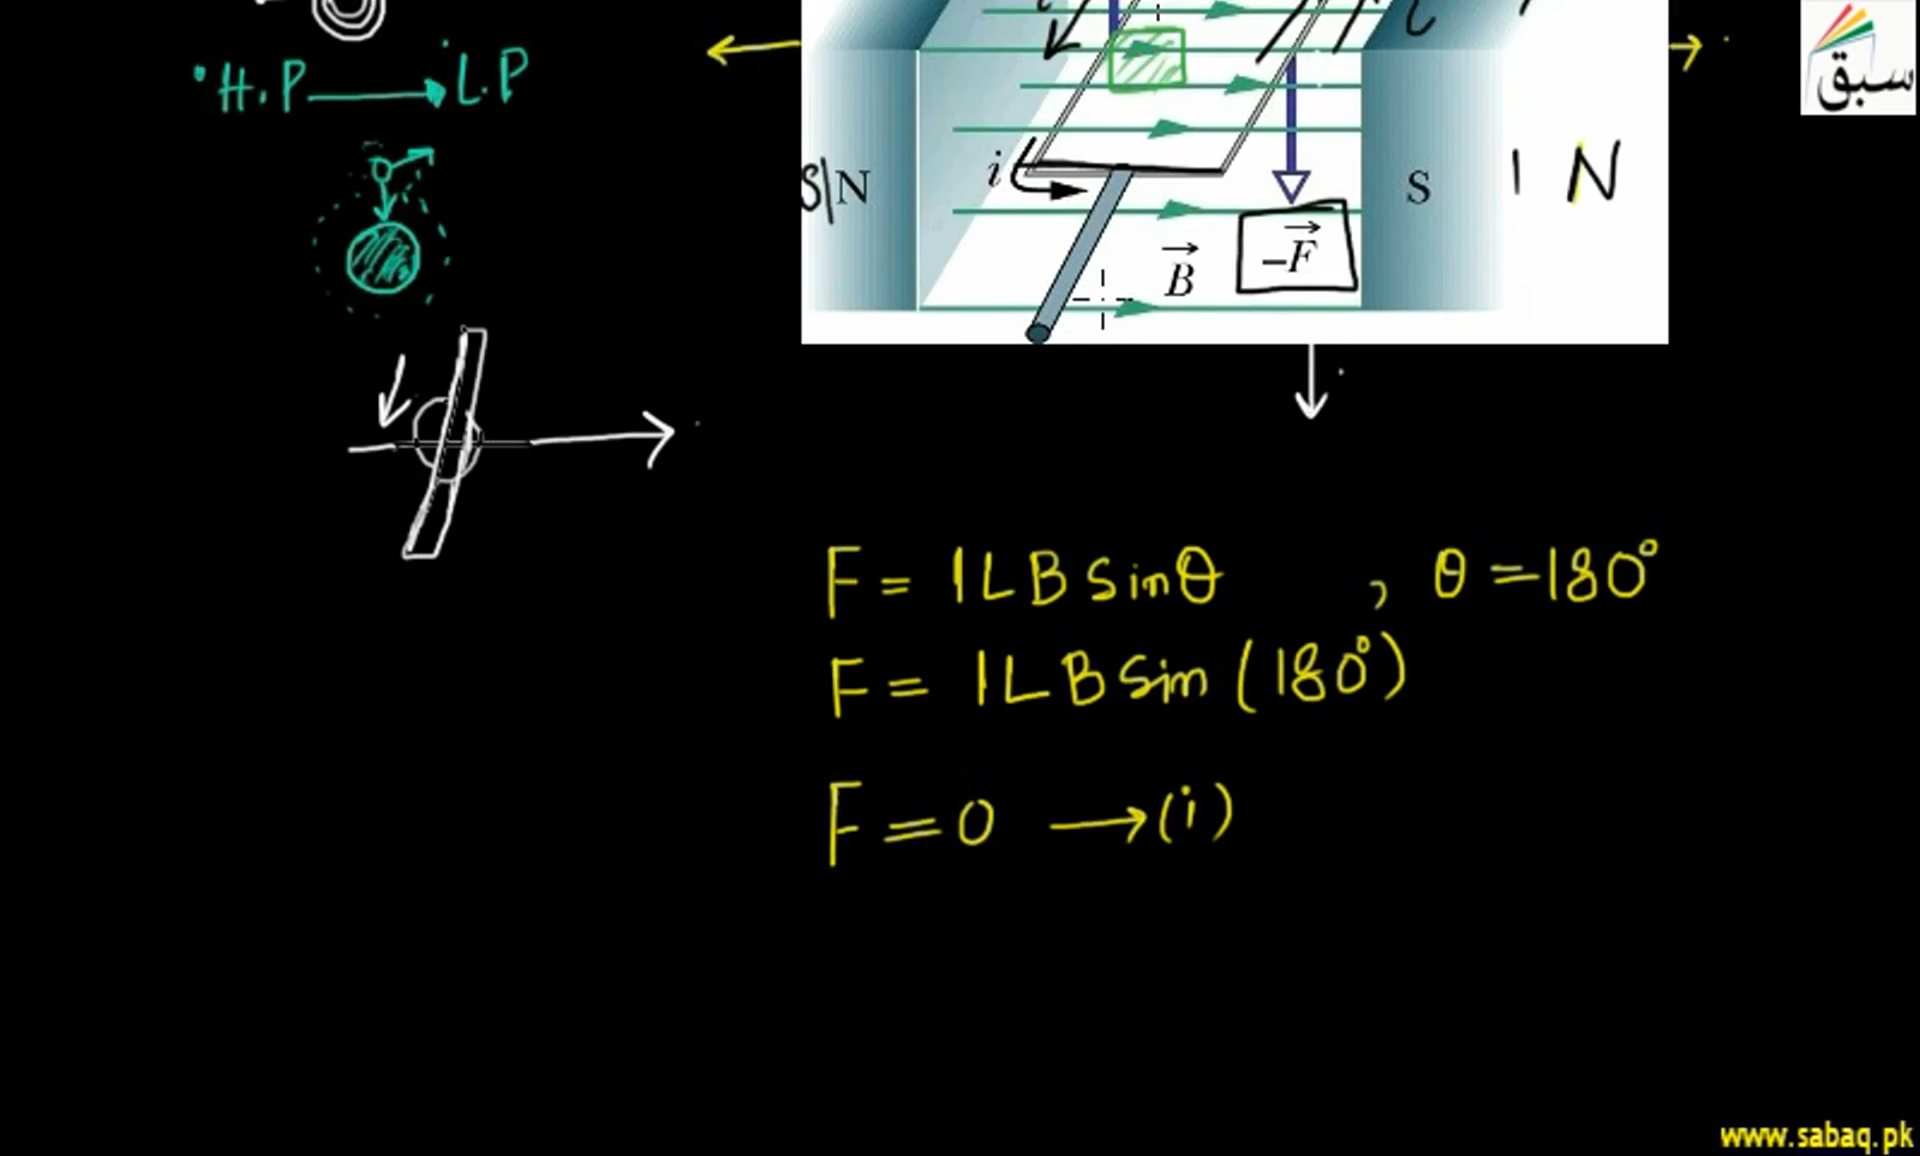 سبق
H.P → L.P
S|N
i
S
I N
B
-F
F = ILB Sinθ , θ = 180°
F = ILB Sin (180°)
F = 0 → (i)
www.sabaq.pk